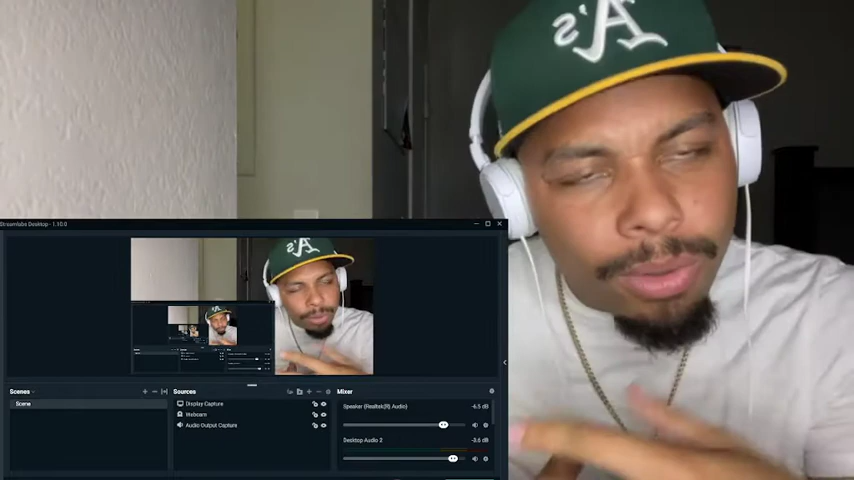 A's
Streamlabs Desktop - 1.10.0
Scenes
Sources
Mixer
Scene
Display Capture
Webcam
Audio Output Capture
Speaker (Realtek(R) Audio)
-6.5 dB
Desktop Audio 2
-3.6 dB